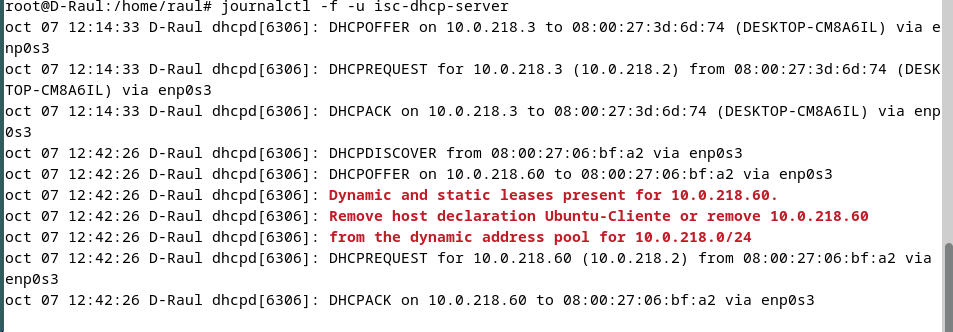 root@D-Raul:/home/raul# journalctl -f -u isc-dhcp-server
oct 07 12:14:33 D-Raul dhcpd[6306]: DHCPOFFER on 10.0.218.3 to 08:00:27:3d:6d:74 (DESKTOP-CM8A6IL) via e
np0s3
oct 07 12:14:33 D-Raul dhcpd[6306]: DHCPREQUEST for 10.0.218.3 (10.0.218.2) from 08:00:27:3d:6d:74 (DESK
TOP-CM8A6IL) via enp0s3
oct 07 12:14:33 D-Raul dhcpd[6306]: DHCPACK on 10.0.218.3 to 08:00:27:3d:6d:74 (DESKTOP-CM8A6IL) via enp
0s3
oct 07 12:42:26 D-Raul dhcpd[6306]: DHCPDISCOVER from 08:00:27:06:bf:a2 via enp0s3
oct 07 12:42:26 D-Raul dhcpd[6306]: DHCPOFFER on 10.0.218.60 to 08:00:27:06:bf:a2 via enp0s3
oct 07 12:42:26 D-Raul dhcpd[6306]: Dynamic and static leases present for 10.0.218.60.
oct 07 12:42:26 D-Raul dhcpd[6306]: Remove host declaration Ubuntu-Cliente or remove 10.0.218.60
oct 07 12:42:26 D-Raul dhcpd[6306]: from the dynamic address pool for 10.0.218.0/24
oct 07 12:42:26 D-Raul dhcpd[6306]: DHCPREQUEST for 10.0.218.60 (10.0.218.2) from 08:00:27:06:bf:a2 via
enp0s3
oct 07 12:42:26 D-Raul dhcpd[6306]: DHCPACK on 10.0.218.60 to 08:00:27:06:bf:a2 via enp0s3